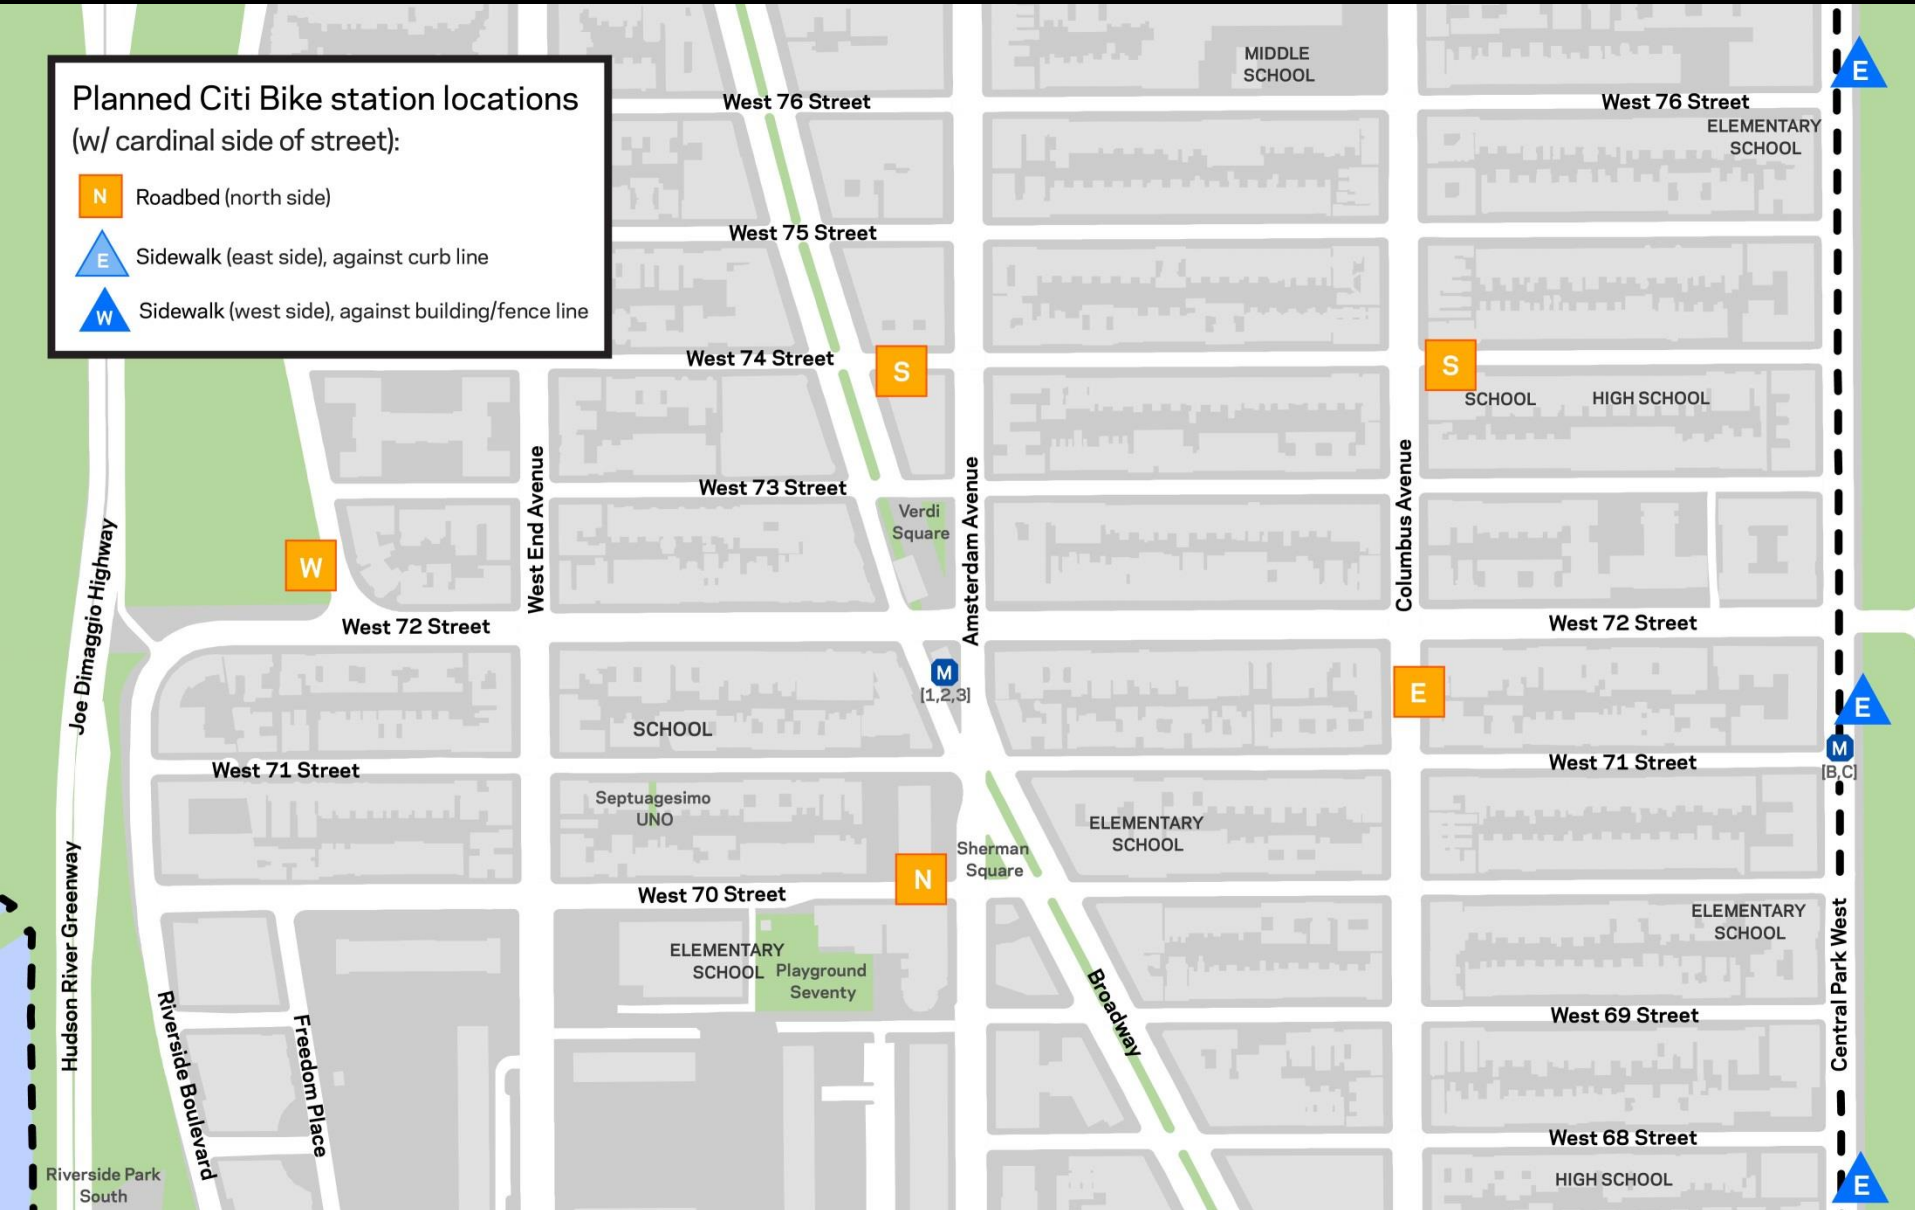 Planned Citi Bike station locations
(w/ cardinal side of street):
N Roadbed (north side)
E Sidewalk (east side), against curb line
W Sidewalk (west side), against building/fence line
MIDDLE
SCHOOL
E
West 76 Street
West 76 Street
ELEMENTARY
SCHOOL
West 75 Street
West 74 Street
S
S
SCHOOL
HIGH SCHOOL
West End Avenue
West 73 Street
Verdi
Square
Amsterdam Avenue
Columbus Avenue
Joe Dimaggio Highway
W
West 72 Street
West 72 Street
M
[1,2,3]
E
E
SCHOOL
M
[B,C]
West 71 Street
West 71 Street
Septuagesimo
UNO
ELEMENTARY
SCHOOL
Sherman
Square
N
West 70 Street
Hudson River Greenway
ELEMENTARY
SCHOOL
Playground
Seventy
ELEMENTARY
SCHOOL
Central Park West
Broadway
West 69 Street
Riverside Boulevard
Freedom Place
West 68 Street
Riverside Park
South
HIGH SCHOOL
E